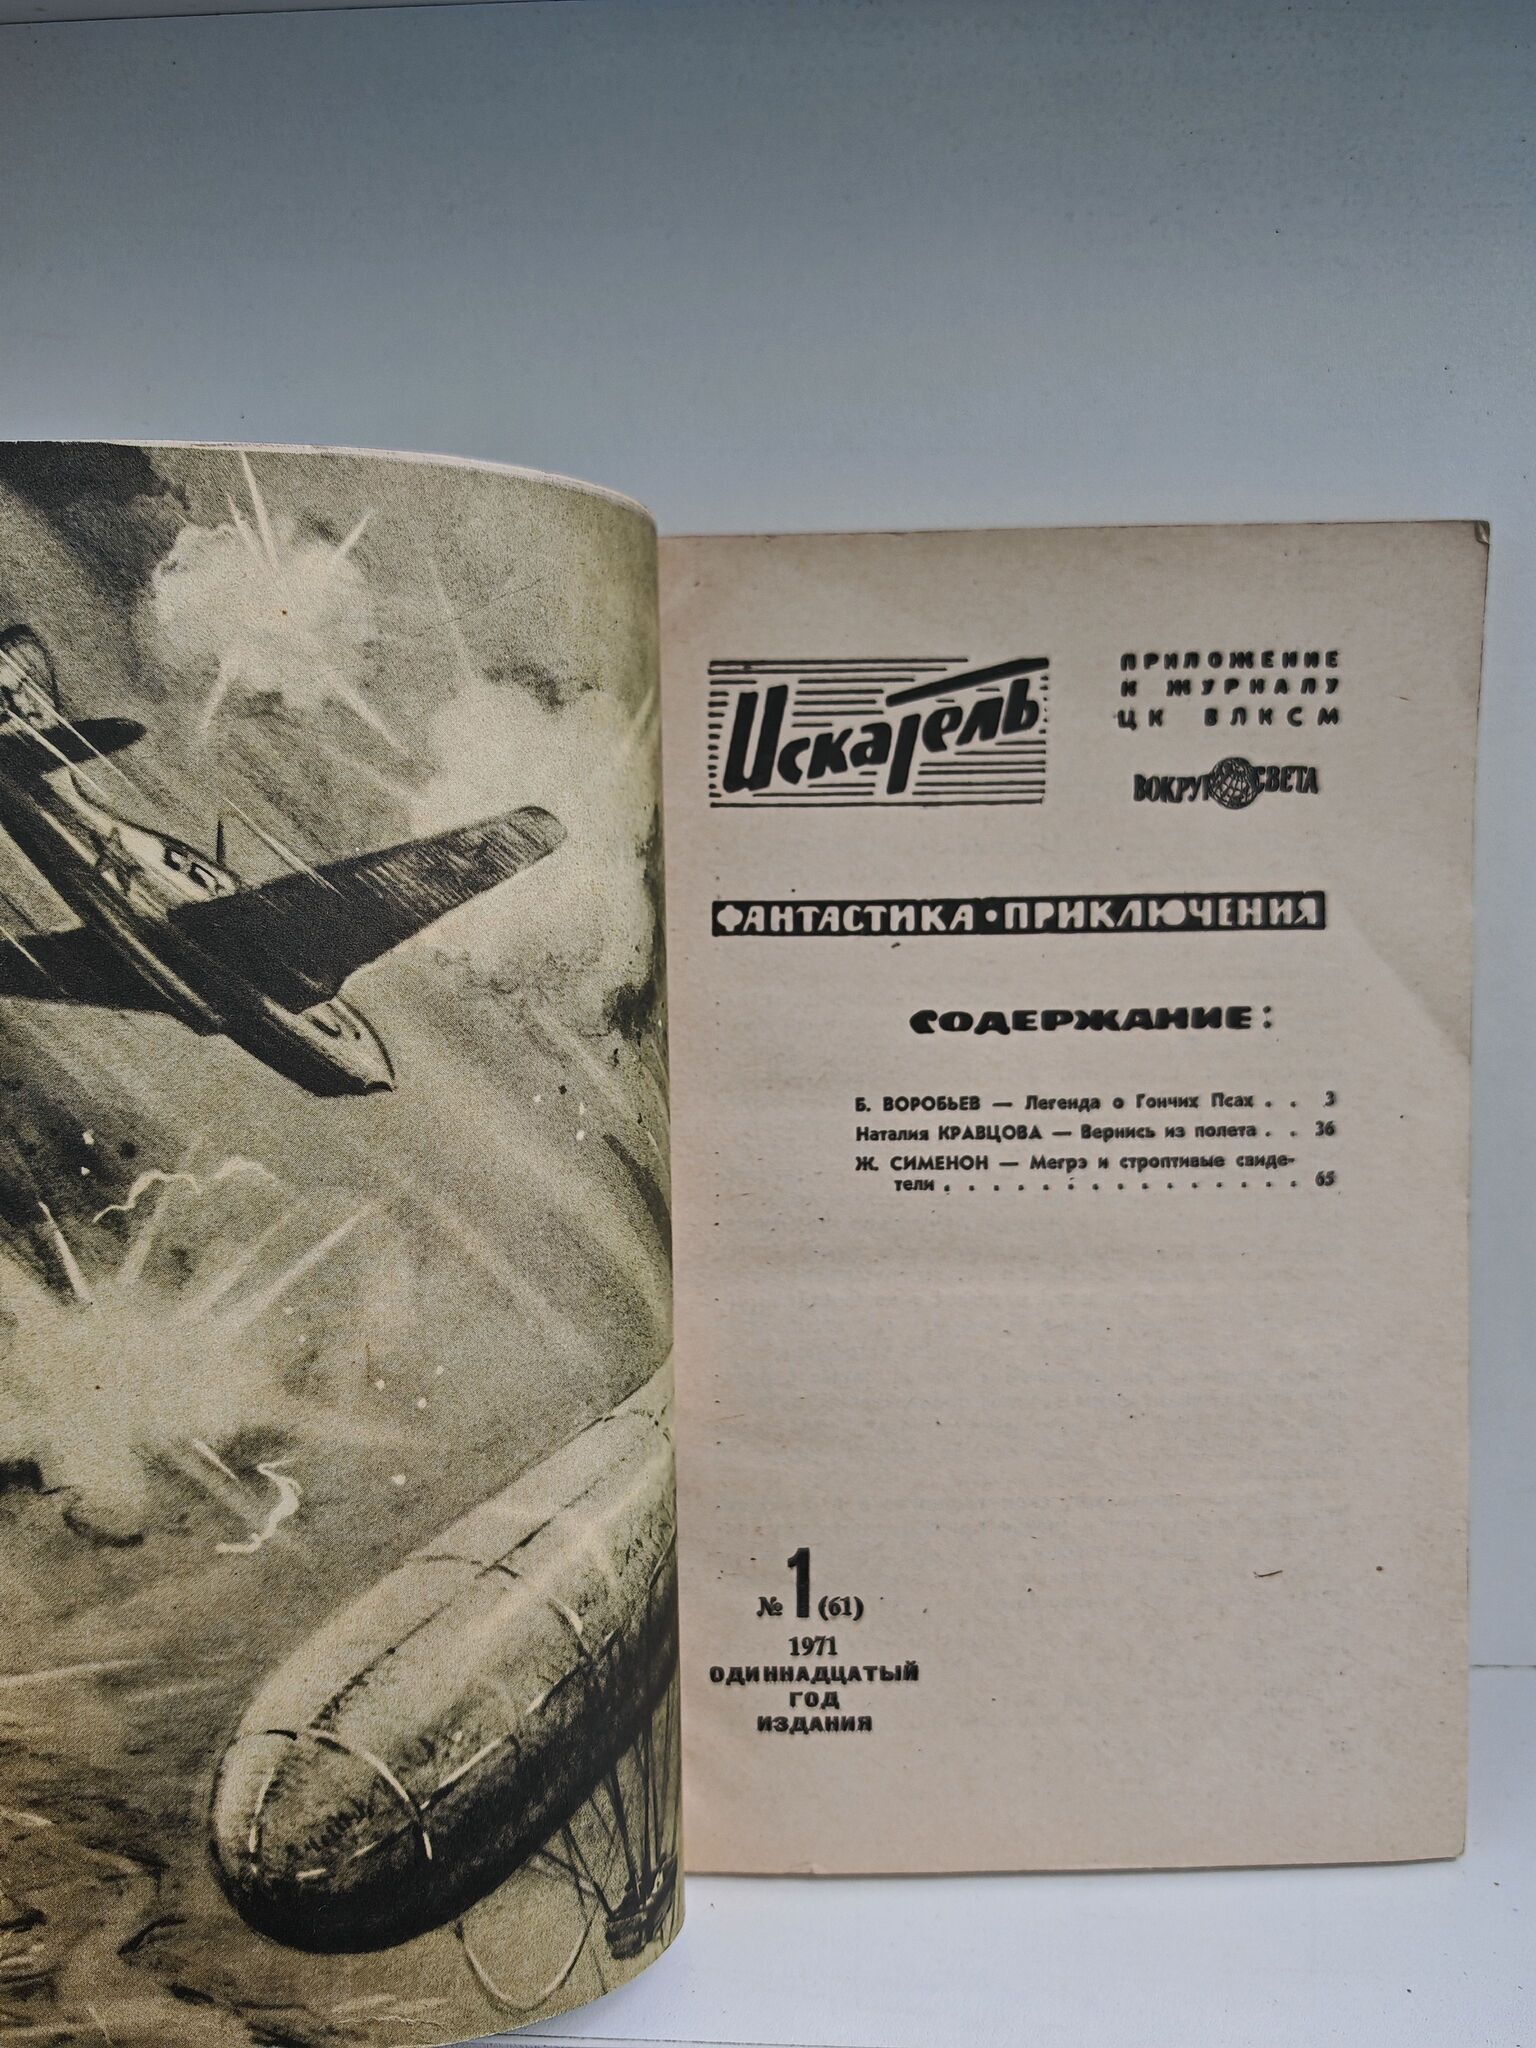 Искатель
ПРИЛОЖЕНИЕ
К ЖУРНАЛУ
ЦК ВЛКСМ
ВОКРУГ СВЕТА
ФАНТАСТИКА • ПРИКЛЮЧЕНИЯ
СОДЕРЖАНИЕ:
Б. ВОРОБЬЕВ — Легенда о Гончих Псах . . 3
Наталия КРАВЦОВА — Вернись из полета . . 36
Ж. СИМЕНОН — Мегрэ и строптивые свиде-
тели . . . . . . . . . . . . . . . . 65
№ 1 (61)
1971
ОДИННАДЦАТЫЙ
ГОД
ИЗДАНИЯ